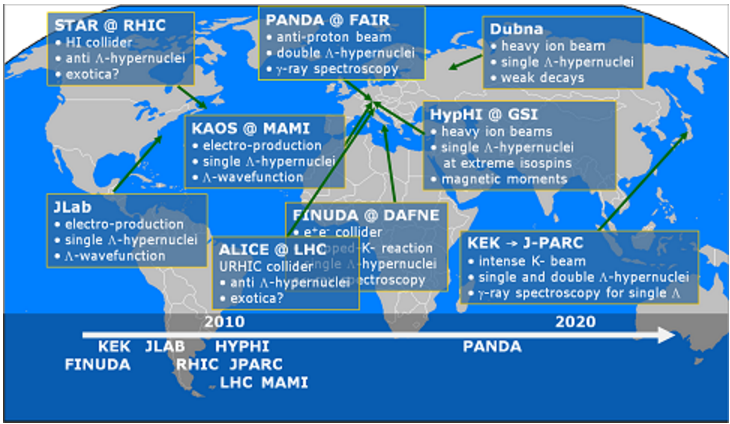 STAR @ RHIC
• HI collider
• anti Λ-hypernuclei
• exotica?
PANDA @ FAIR
• anti-proton beam
• double Λ-hypernuclei
• γ-ray spectroscopy
Dubna
• heavy ion beam
• single Λ-hypernuclei
• weak decays
KAOS @ MAMI
• electro-production
• single Λ-hypernuclei
• Λ-wavefunction
HypHI @ GSI
• heavy ion beams
• single Λ-hypernuclei
at extreme isospins
• magnetic moments
JLab
• electro-production
• single Λ-hypernuclei
• Λ-wavefunction
FINUDA @ DAFNE
• e⁺e⁻ collider
K- reaction
Λ-hypernuclei
spectroscopy
ALICE @ LHC
URHIC collider
• anti Λ-hypernuclei
• exotica?
KEK → J-PARC
• intense K- beam
• single and double Λ-hypernuclei
• γ-ray spectroscopy for single Λ
2010 2020
KEK JLAB HYPHI PANDA
FINUDA RHIC JPARC
LHC MAMI